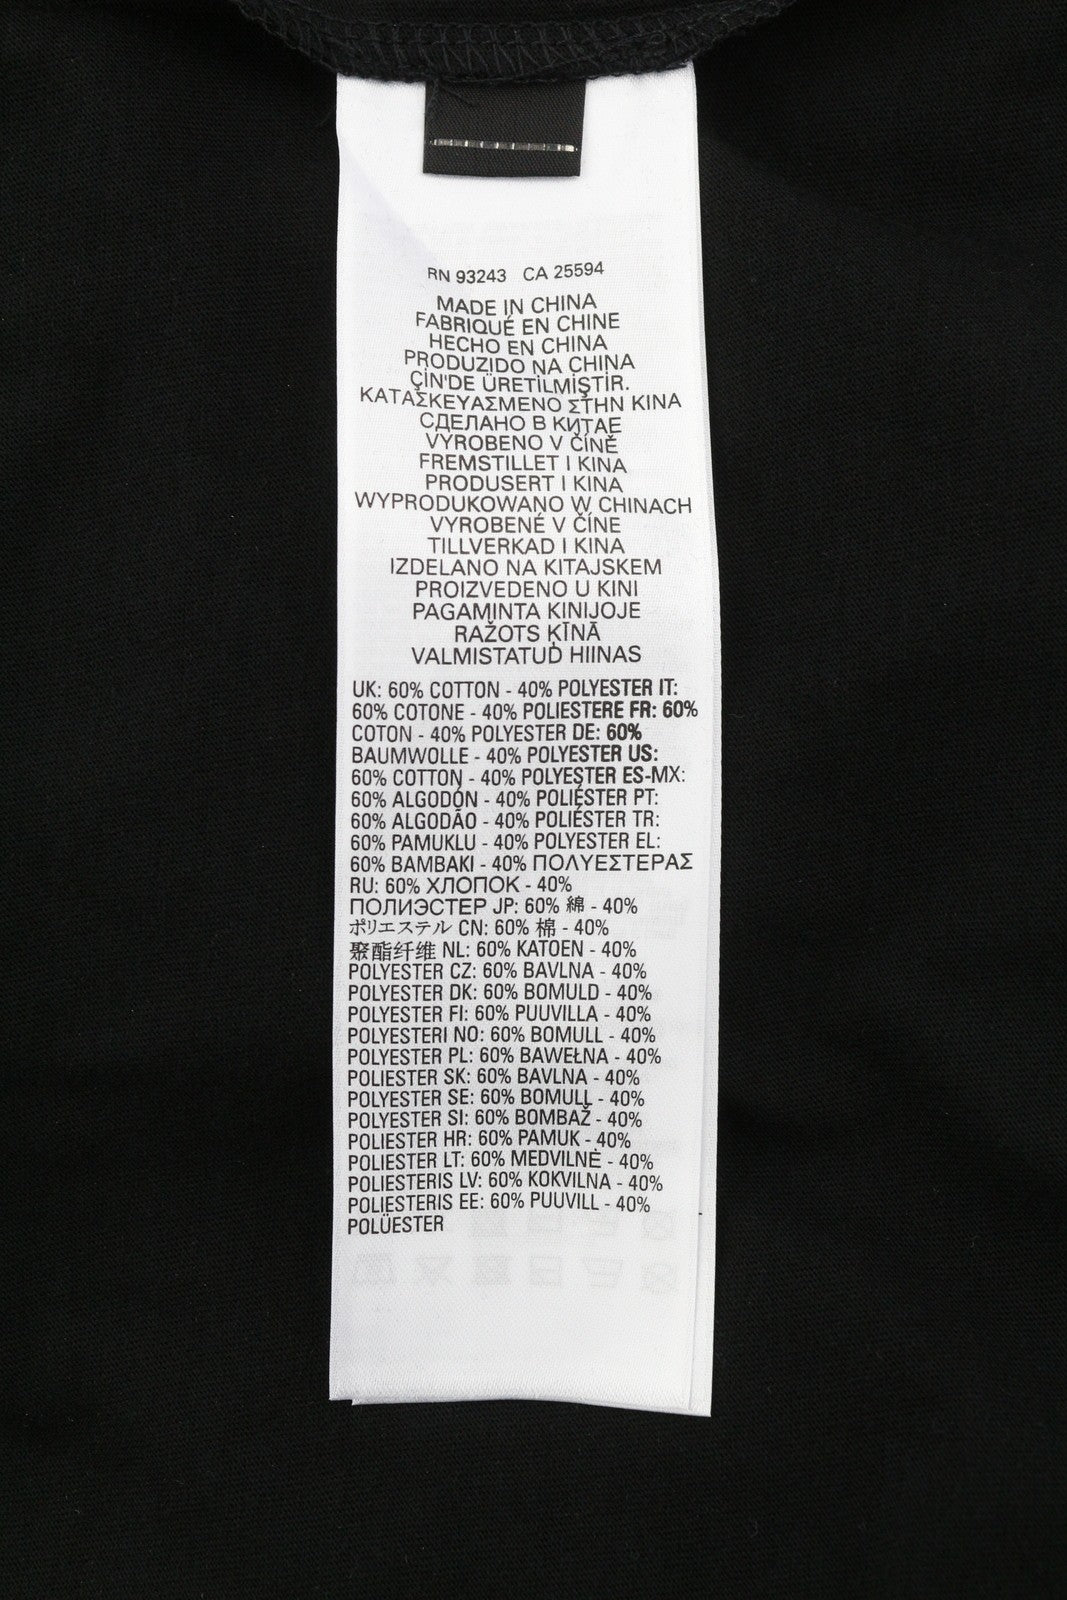 RN 93243 CA 25594
MADE IN CHINA
FABRIQUÉ EN CHINE
HECHO EN CHINA
PRODUZIDO NA CHINA
ÇİN'DE ÜRETİLMİŞTİR.
ΚΑΤΑΣΚΕΥΑΣΜΕΝΟ ΣΤΗΝ ΚΙΝΑ
СДЕЛАНО В КИТАЕ
VYROBENO V ČÍNĚ
FREMSTILLET I KINA
PRODUSERT I KINA
WYPRODUKOWANO W CHINACH
VYROBENÉ V ČÍNE
TILLVERKAD I KINA
IZDELANO NA KITAJSKEM
PROIZVEDENO U KINI
PAGAMINTA KINIJOJE
RAŽOTS ĶĪNĀ
VALMISTATUD HIINAS
UK: 60% COTTON - 40% POLYESTER IT:
60% COTONE - 40% POLIESTERE FR: 60%
COTON - 40% POLYESTER DE: 60%
BAUMWOLLE - 40% POLYESTER US:
60% COTTON - 40% POLYESTER ES-MX:
60% ALGODÓN - 40% POLIÉSTER PT:
60% ALGODÃO - 40% POLIÉSTER TR:
60% PAMUKLU - 40% POLYESTER EL:
60% ΒΑΜΒΑΚΙ - 40% ΠΟΛΥΕΣΤΕΡΑΣ
RU: 60% ХЛОПОК - 40%
ПОЛИЭСТЕР JP: 60% 綿 - 40%
ポリエステル CN: 60% 棉 - 40%
聚酯纤维 NL: 60% KATOEN - 40%
POLYESTER CZ: 60% BAVLNA - 40%
POLYESTER DK: 60% BOMULD - 40%
POLYESTER FI: 60% PUUVILLA - 40%
POLYESTERI NO: 60% BOMULL - 40%
POLYESTER PL: 60% BAWEŁNA - 40%
POLIESTER SK: 60% BAVLNA - 40%
POLYESTER SE: 60% BOMULL - 40%
POLYESTER SI: 60% BOMBAŽ - 40%
POLIESTER HR: 60% PAMUK - 40%
POLIESTER LT: 60% MEDVILNĖ - 40%
POLIESTERIS LV: 60% KOKVILNA - 40%
POLIESTERIS EE: 60% PUUVILL - 40%
POLÜESTER